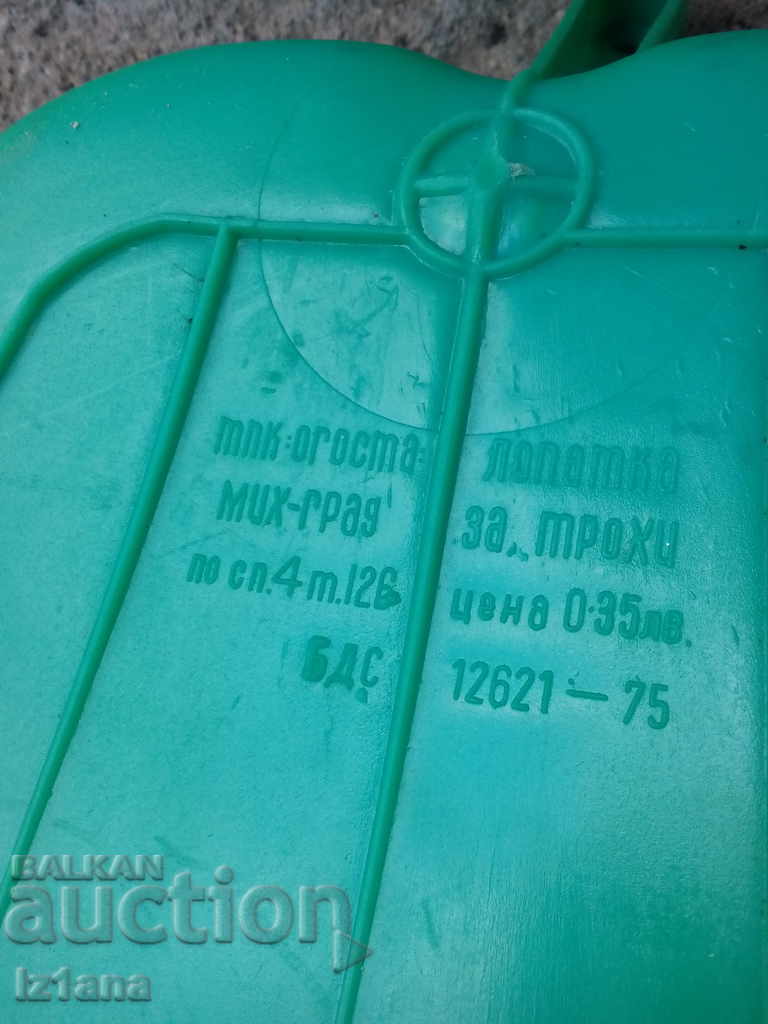 тпк:огоста: лопатка
мих-град за трохи
по сп.4 т.126 цена 0.35лв.
БДС 12621-75
BALKAN
auction
iz1ana